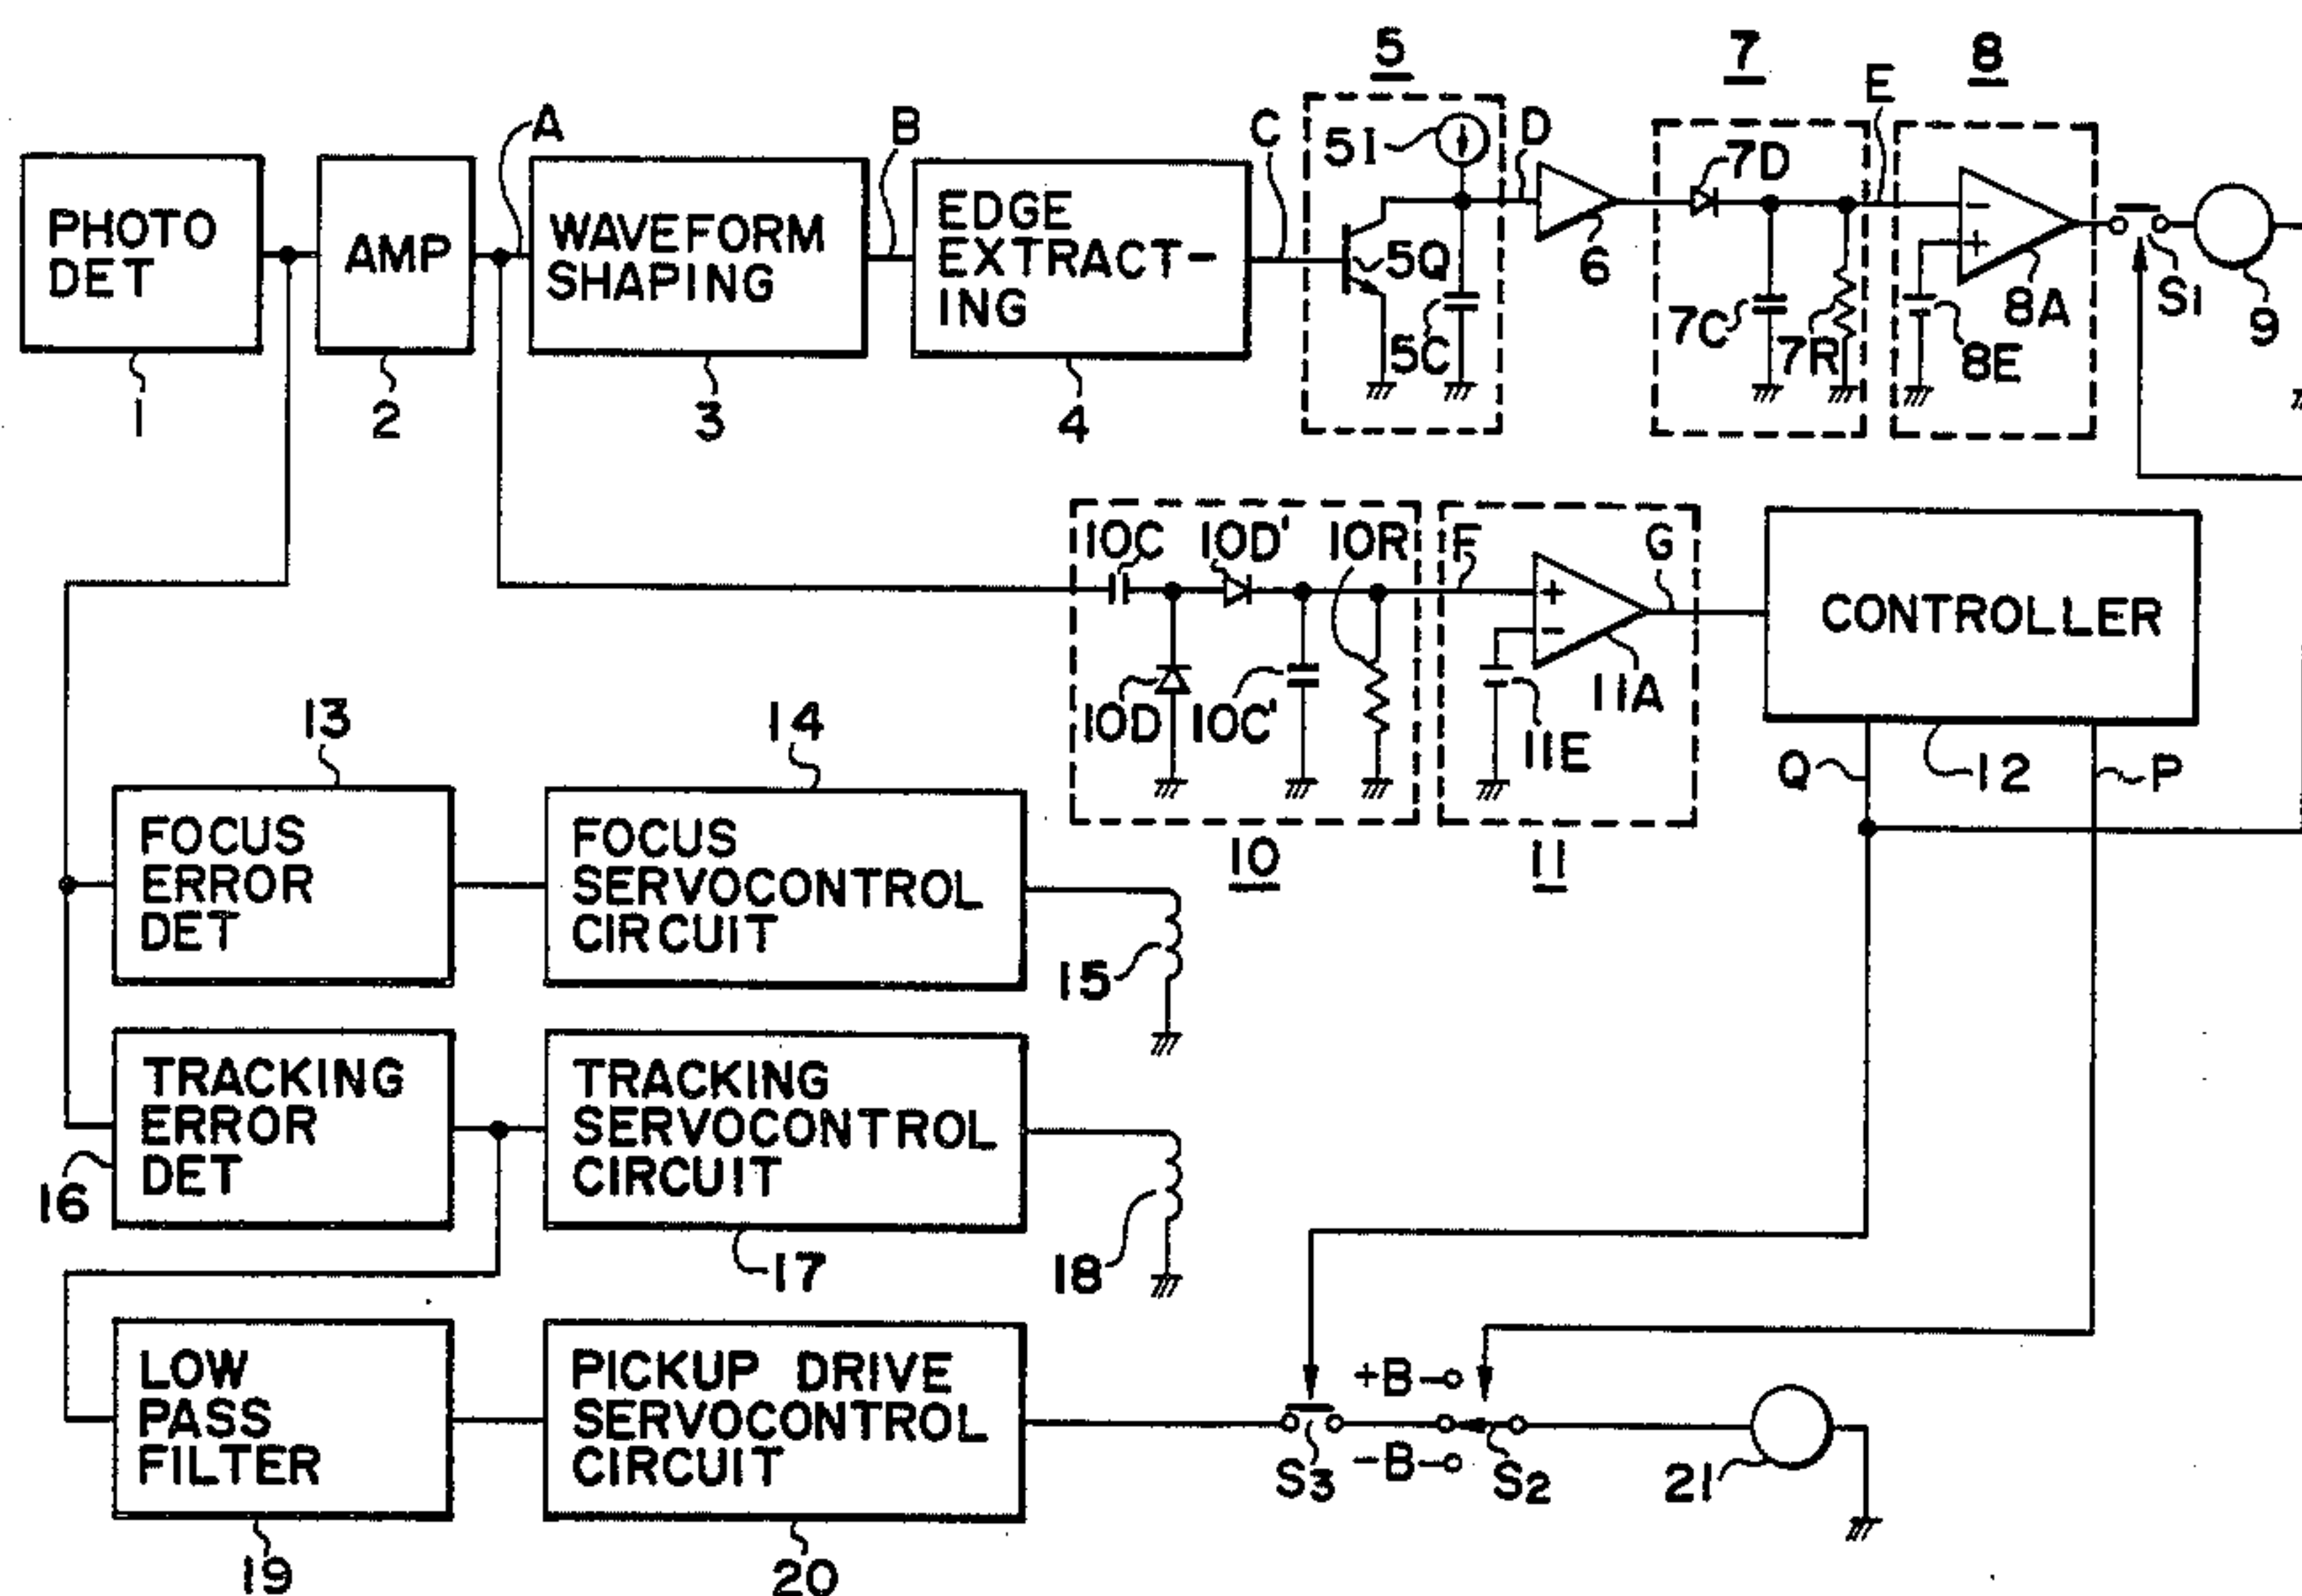 5
7
8
A
B
C
5I
D
7D
E
PHOTO
DET
AMP
WAVEFORM
SHAPING
EDGE
EXTRACT-
ING
5Q
5C
6
7C
7R
8E
8A
S1
9
1
2
3
4
10C
10D'
10R
F
G
CONTROLLER
10D
10C'
11E
11A
Q
12
P
10
11
13
14
FOCUS
ERROR
DET
FOCUS
SERVOCONTROL
CIRCUIT
15
TRACKING
ERROR
DET
TRACKING
SERVOCONTROL
CIRCUIT
16
17
18
LOW
PASS
FILTER
PICKUP DRIVE
SERVOCONTROL
CIRCUIT
+B
-B
S3
S2
21
19
20